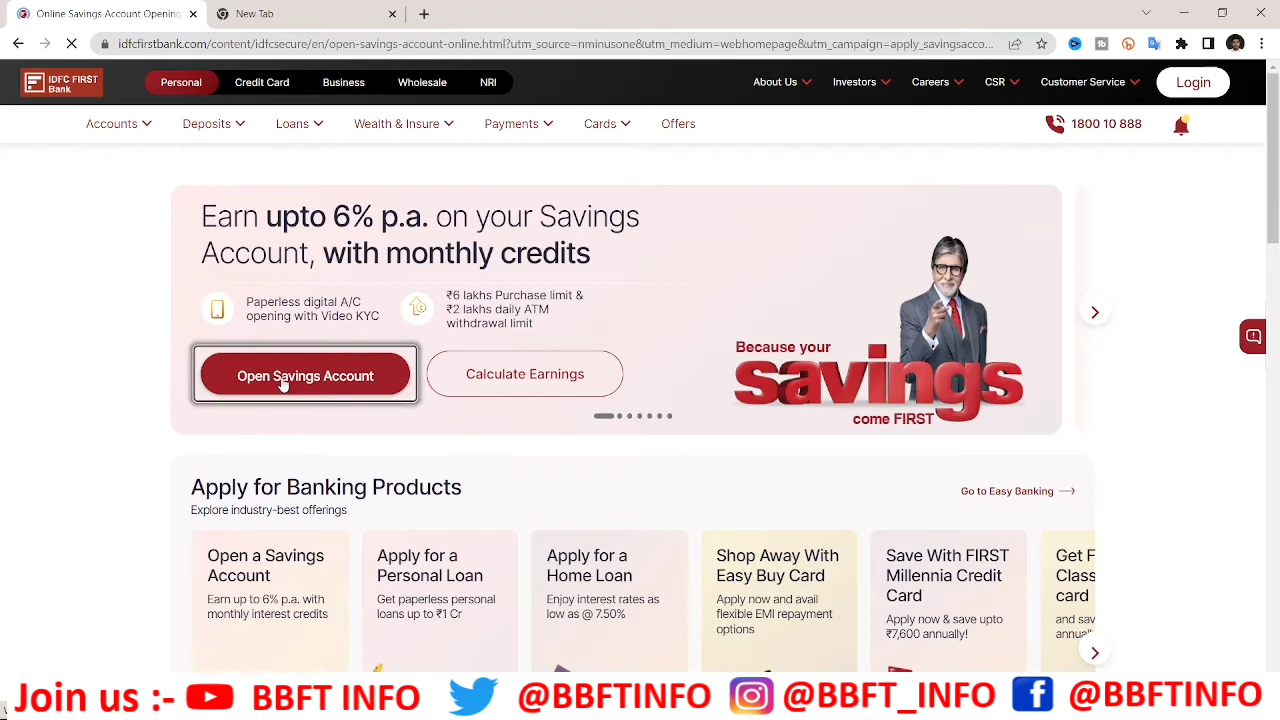 Online Savings Account Opening
New Tab
idfcfirstbank.com/content/idfcsecure/en/open-savings-account-online.html?utm_source=nminusone&utm_medium=webhomepage&utm_campaign=apply_savingsacco...
IDFC FIRST
Bank
Personal
Credit Card
Business
Wholesale
NRI
About Us
Investors
Careers
CSR
Customer Service
Login
Accounts
Deposits
Loans
Wealth & Insure
Payments
Cards
Offers
1800 10 888
Earn upto 6% p.a. on your Savings
Account, with monthly credits
Paperless digital A/C
opening with Video KYC
₹6 lakhs Purchase limit &
₹2 lakhs daily ATM
withdrawal limit
Open Savings Account
Calculate Earnings
Because your
savings
come FIRST
Apply for Banking Products
Explore industry-best offerings
Go to Easy Banking
Open a Savings
Account
Earn up to 6% p.a. with
monthly interest credits
Apply for a
Personal Loan
Get paperless personal
loans up to ₹1 Cr
Apply for a
Home Loan
Enjoy interest rates as
low as @ 7.50%
Shop Away With
Easy Buy Card
Apply now and avail
flexible EMI repayment
options
Save With FIRST
Millennia Credit
Card
Apply now & save upto
₹7,600 annually!
Get F
Class
card
and sav
annual
Join us :-
BBFT INFO
@BBFTINFO
@BBFT_INFO
@BBFTINFO